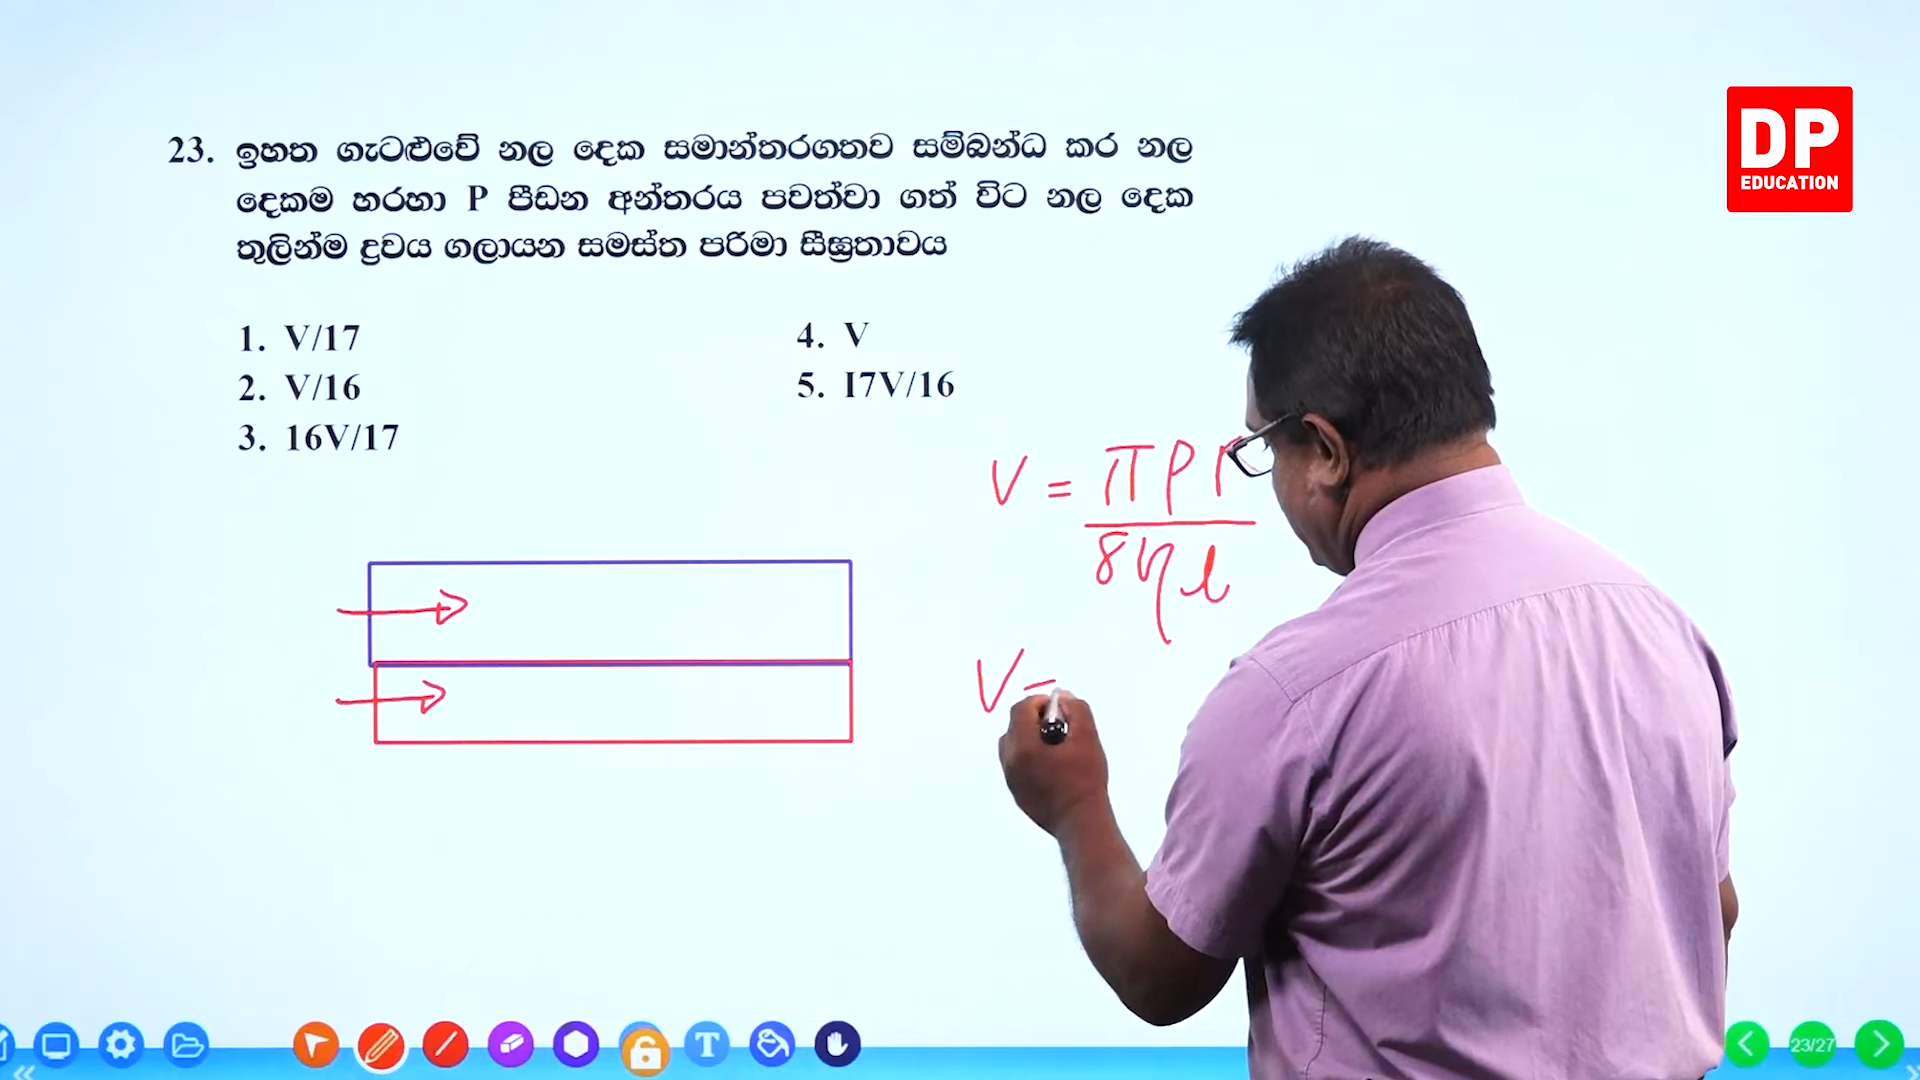 DP
EDUCATION
23. ඉහත ගැටළුවේ නල දෙක සමාන්තරගතව සම්බන්ධ කර නල
දෙකම හරහා P පීඩන අන්තරය පවත්වා ගත් විට නල දෙක
තුලින්ම ද්‍රවය ගලායන සමස්ත පරිමා සීඝ්‍රතාවය
1. V/17
2. V/16
3. 16V/17
4. V
5. I7V/16
V = πPr
8ηl
V =
T
23/27